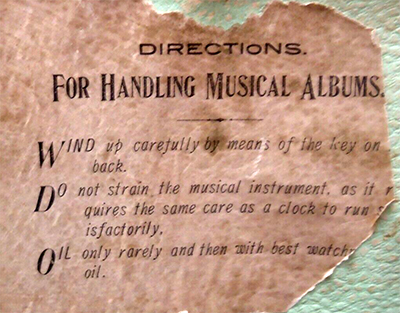 DIRECTIONS.
FOR HANDLING MUSICAL ALBUMS.
WIND up carefully by means of the key on
back.
DO not strain the musical instrument, as it
quires the same care as a clock to run
isfactorily.
OIL only rarely and then with best watch
oil.